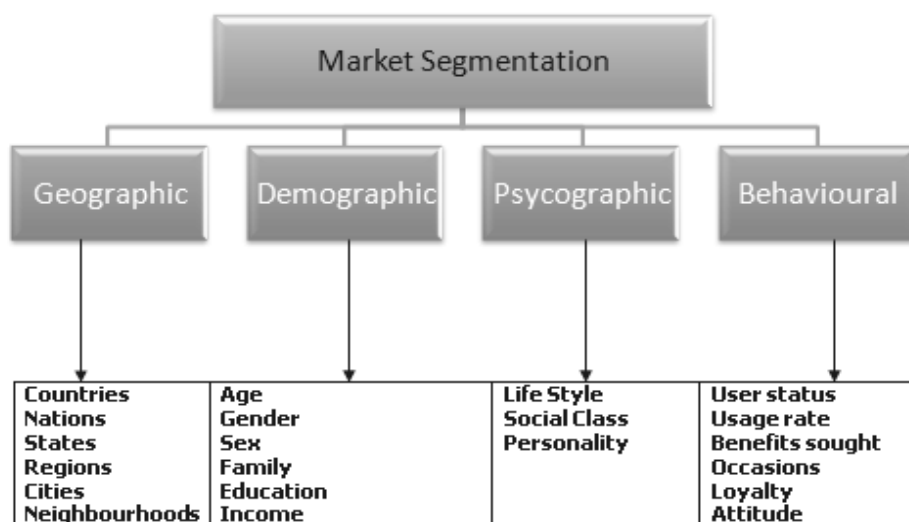 Market Segmentation
Geographic
Demographic
Psycographic
Behavioural
Countries
Nations
States
Regions
Cities
Neighbourhoods
Age
Gender
Sex
Family
Education
Income
Life Style
Social Class
Personality
User status
Usage rate
Benefits sought
Occasions
Loyalty
Attitude